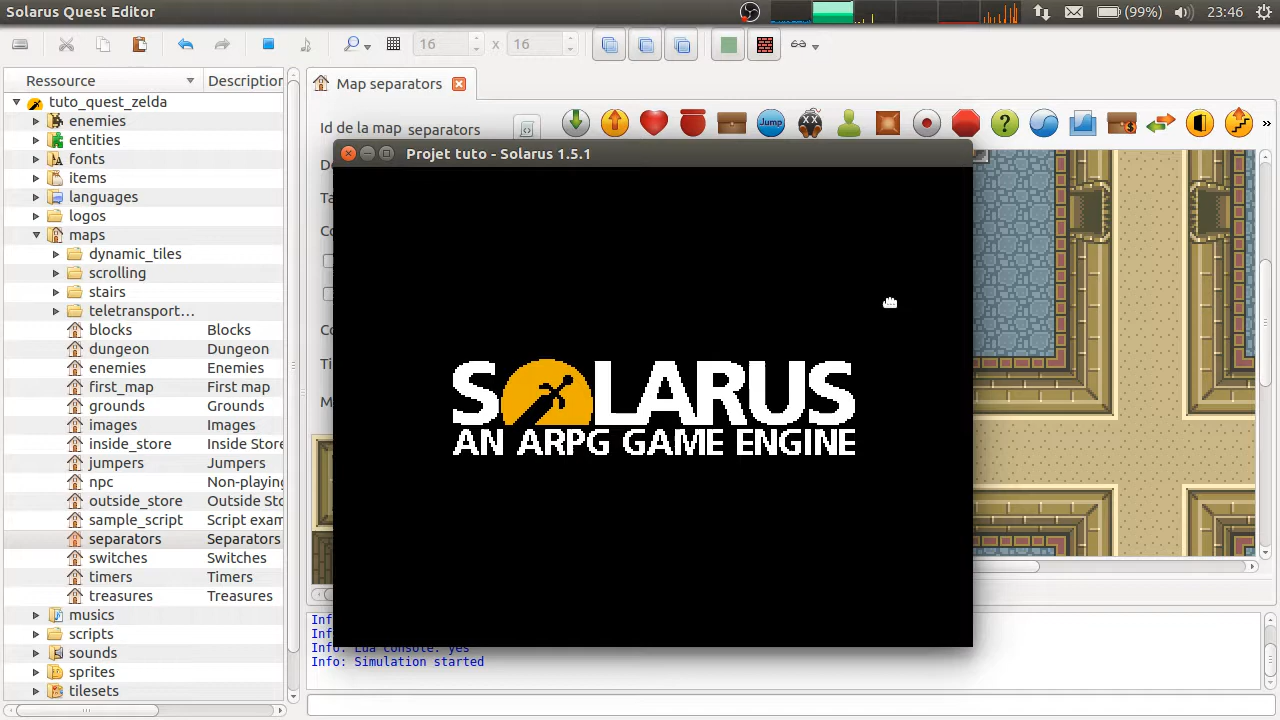 Solarus Quest Editor
(99%)
23:46
16 x 16
Ressource
Description
tuto_quest_zelda
enemies
entities
fonts
items
languages
logos
maps
dynamic_tiles
scrolling
stairs
teletransport...
blocks Blocks
dungeon Dungeon
enemies Enemies
first_map First map
grounds Grounds
images Images
inside_store Inside Store
jumpers Jumpers
npc Non-playing
outside_store Outside Sto
sample_script Script exam
separators Separators
switches Switches
timers Timers
treasures Treasures
musics
scripts
sounds
sprites
tilesets
Map separators
Id de la map separators
Jump
?
$
»
Projet tuto - Solarus 1.5.1
SOLARUS
AN ARPG GAME ENGINE
Info: Lua console: yes
Info: Simulation started